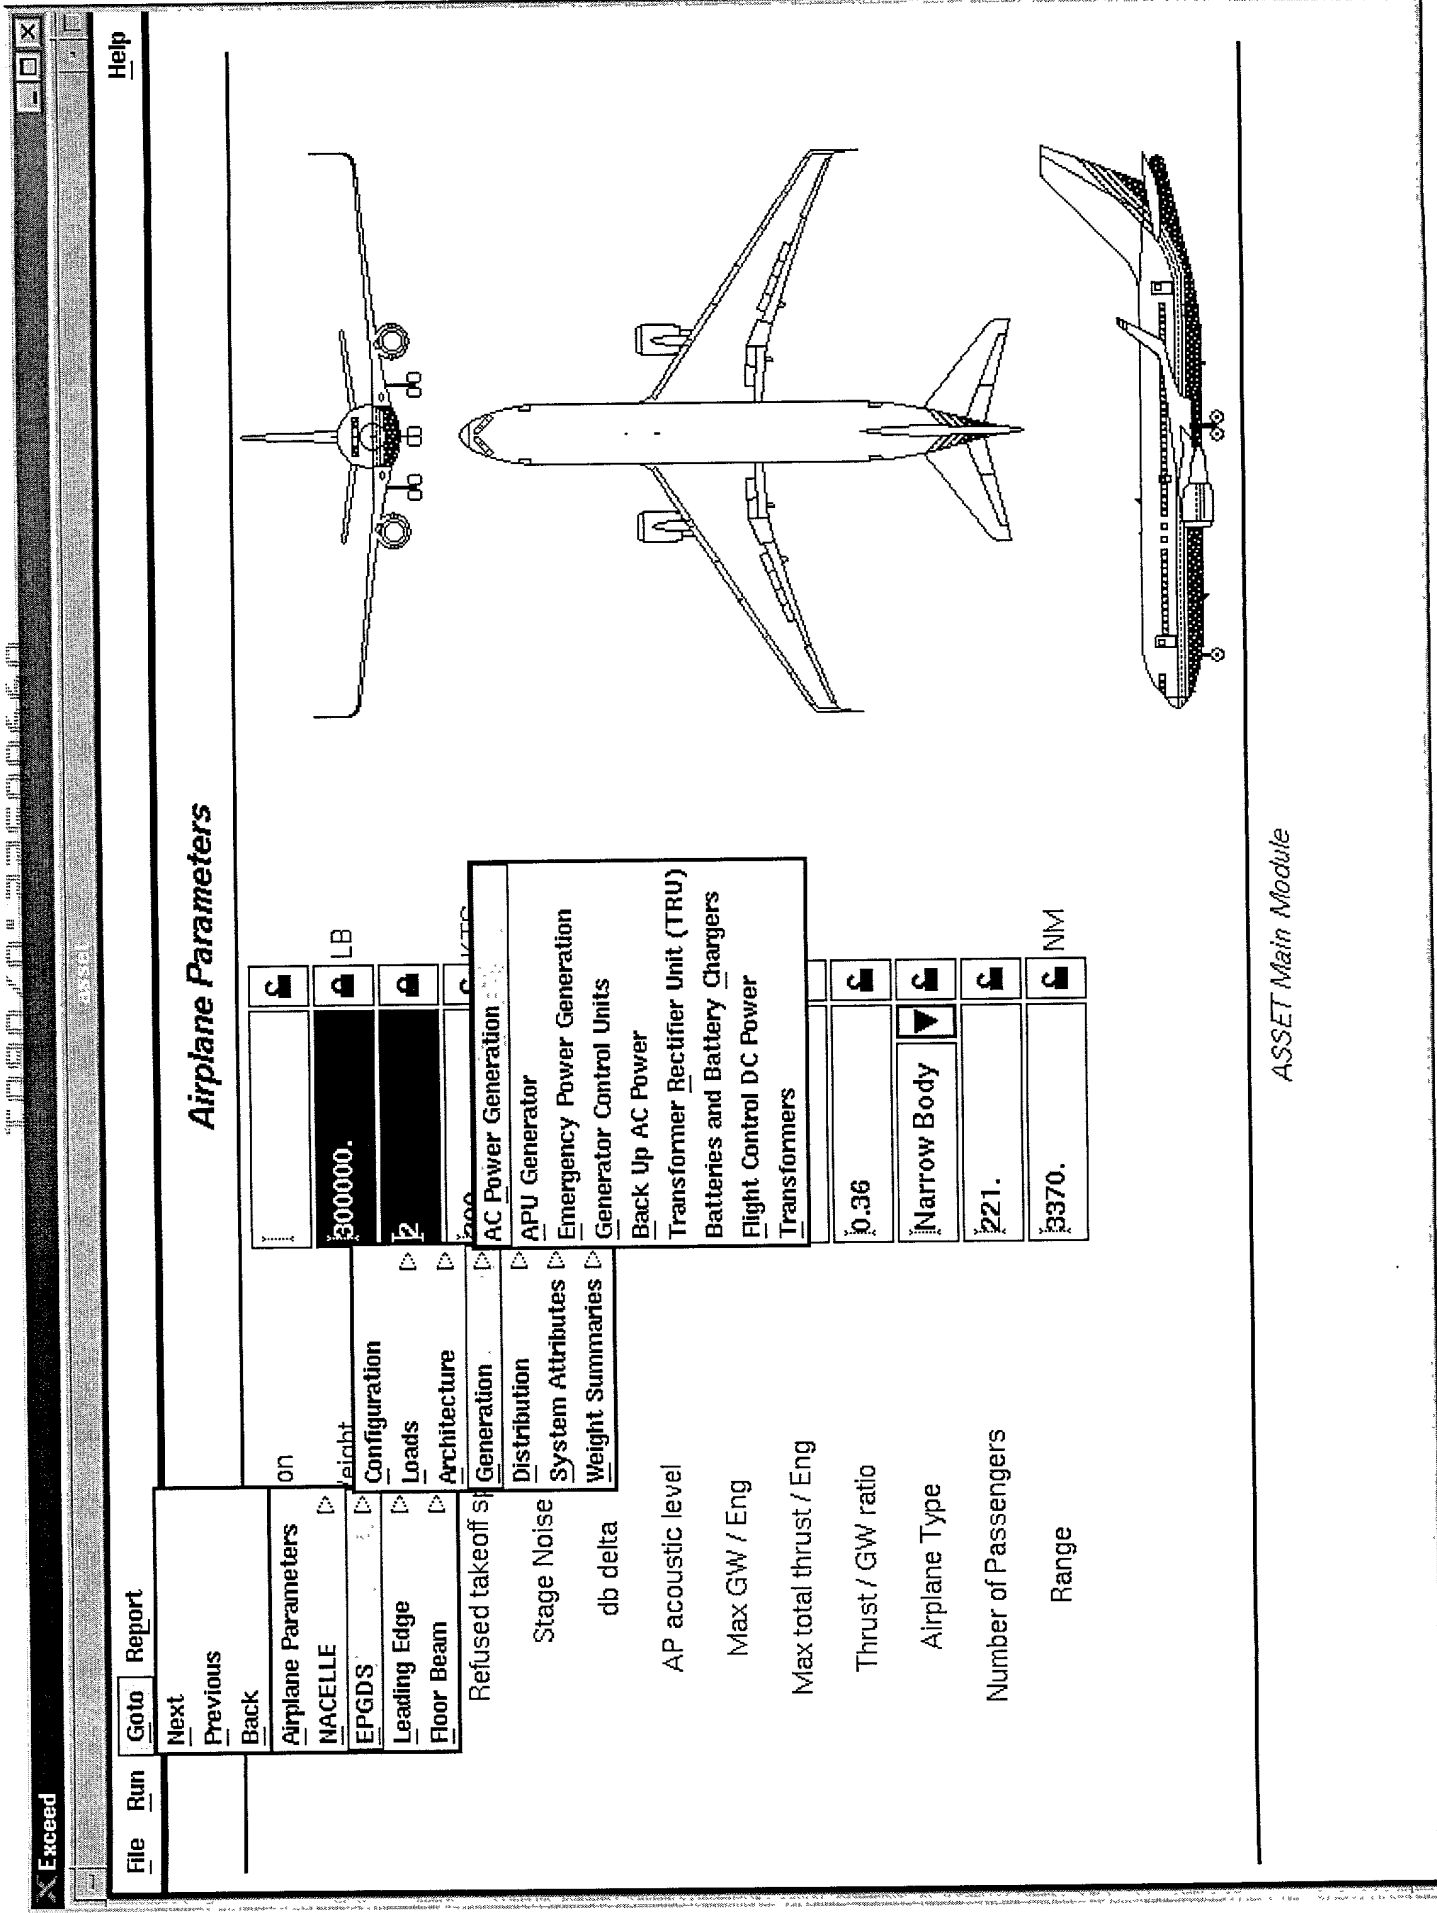 Exceed
asset
File Run Goto Report Help
Next
Previous
Back
Airplane Parameters
NACELLE
EPGDS
Leading Edge
Floor Beam
Configuration
Loads
Architecture
Generation
Distribution
System Attributes
Weight Summaries
AC Power Generation
APU Generator
Emergency Power Generation
Generator Control Units
Back Up AC Power
Transformer Rectifier Unit (TRU)
Batteries and Battery Chargers
Flight Control DC Power
Transformers
Airplane Parameters
on
eight 300000. LB
2
Refused takeoff sp
Stage Noise
db delta
AP acoustic level
Max GW / Eng
Max total thrust / Eng
Thrust / GW ratio 0.36
Airplane Type Narrow Body
Number of Passengers 221.
Range 3370. NM
ASSET Main Module